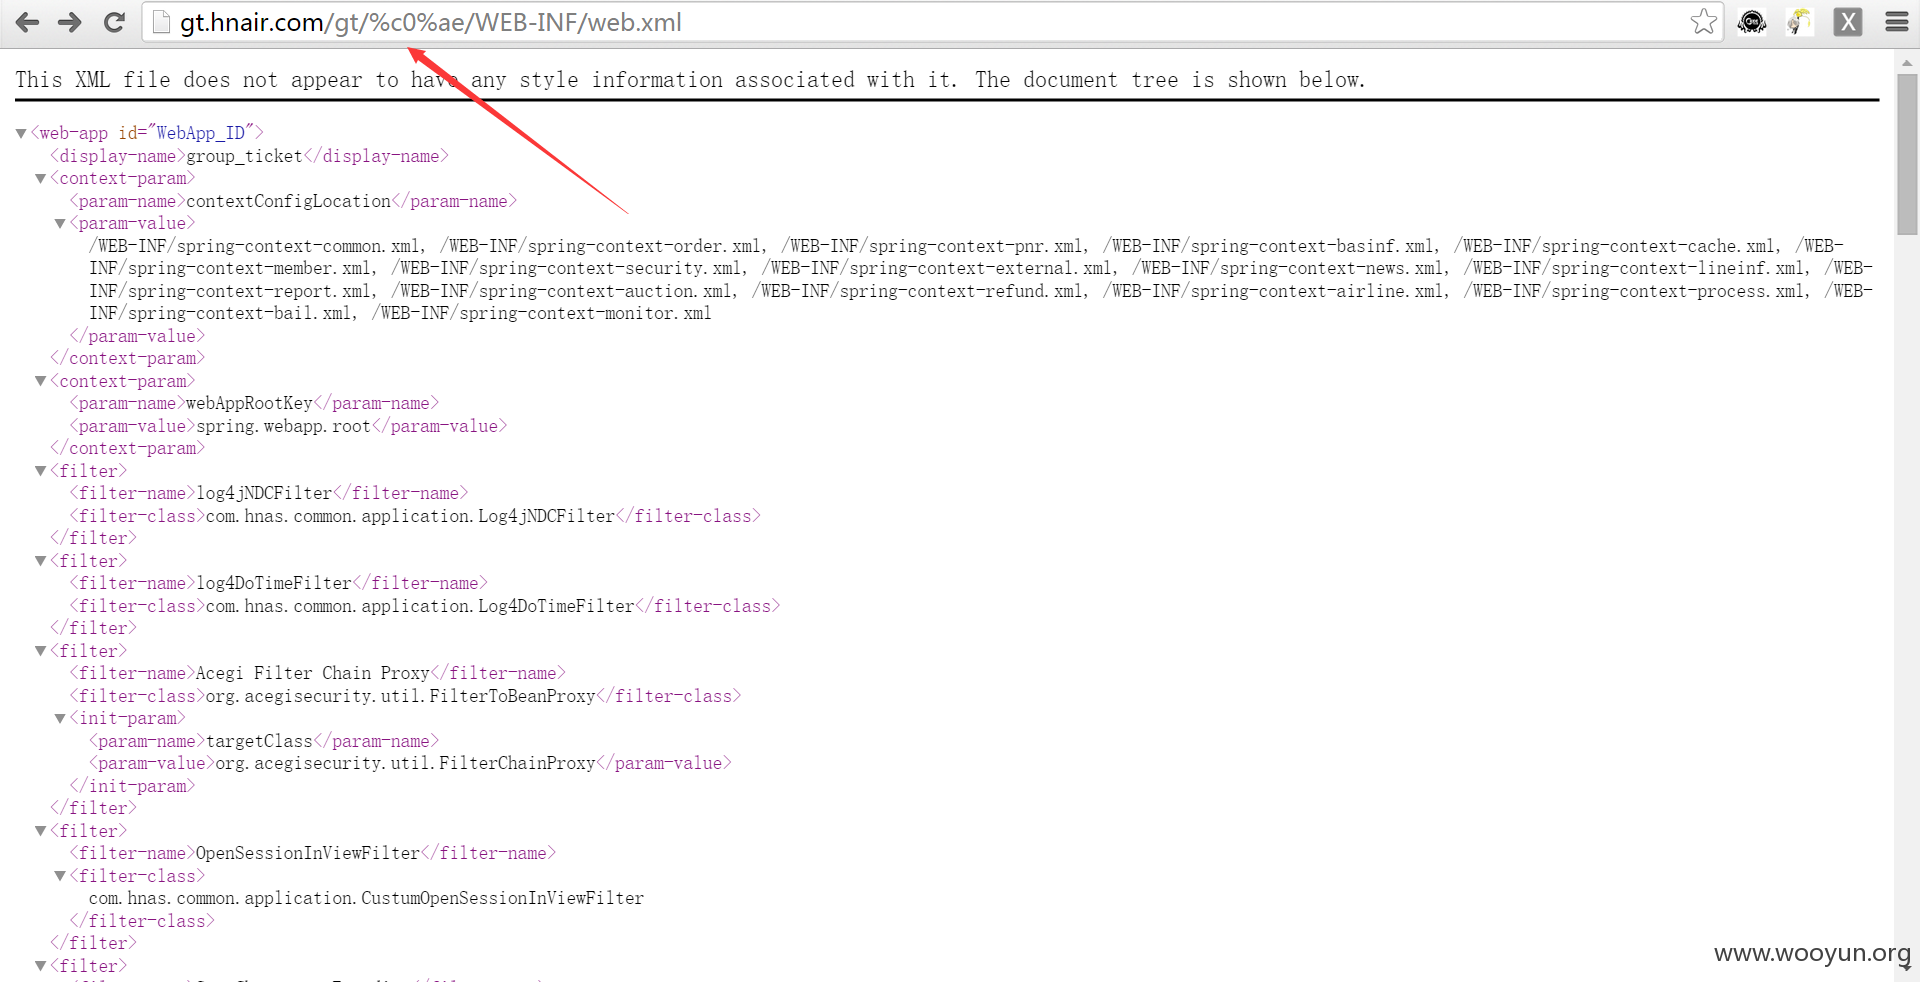 gt.hnair.com/gt/%c0%ae/WEB-INF/web.xml
This XML file does not appear to have any style information associated with it. The document tree is shown below.
<web-app id="WebApp_ID">
<display-name>group_ticket</display-name>
<context-param>
<param-name>contextConfigLocation</param-name>
<param-value>
/WEB-INF/spring-context-common.xml, /WEB-INF/spring-context-order.xml, /WEB-INF/spring-context-pnr.xml, /WEB-INF/spring-context-basinf.xml, /WEB-INF/spring-context-cache.xml, /WEB-
INF/spring-context-member.xml, /WEB-INF/spring-context-security.xml, /WEB-INF/spring-context-external.xml, /WEB-INF/spring-context-news.xml, /WEB-INF/spring-context-lineinf.xml, /WEB-
INF/spring-context-report.xml, /WEB-INF/spring-context-auction.xml, /WEB-INF/spring-context-refund.xml, /WEB-INF/spring-context-airline.xml, /WEB-INF/spring-context-process.xml, /WEB-
INF/spring-context-bail.xml, /WEB-INF/spring-context-monitor.xml
</param-value>
</context-param>
<context-param>
<param-name>webAppRootKey</param-name>
<param-value>spring.webapp.root</param-value>
</context-param>
<filter>
<filter-name>log4jNDCFilter</filter-name>
<filter-class>com.hnas.common.application.Log4jNDCFilter</filter-class>
</filter>
<filter>
<filter-name>log4DoTimeFilter</filter-name>
<filter-class>com.hnas.common.application.Log4DoTimeFilter</filter-class>
</filter>
<filter>
<filter-name>Acegi Filter Chain Proxy</filter-name>
<filter-class>org.acegisecurity.util.FilterToBeanProxy</filter-class>
<init-param>
<param-name>targetClass</param-name>
<param-value>org.acegisecurity.util.FilterChainProxy</param-value>
</init-param>
</filter>
<filter>
<filter-name>OpenSessionInViewFilter</filter-name>
<filter-class>
com.hnas.common.application.CustumOpenSessionInViewFilter
</filter-class>
</filter>
<filter>
www.wooyun.org